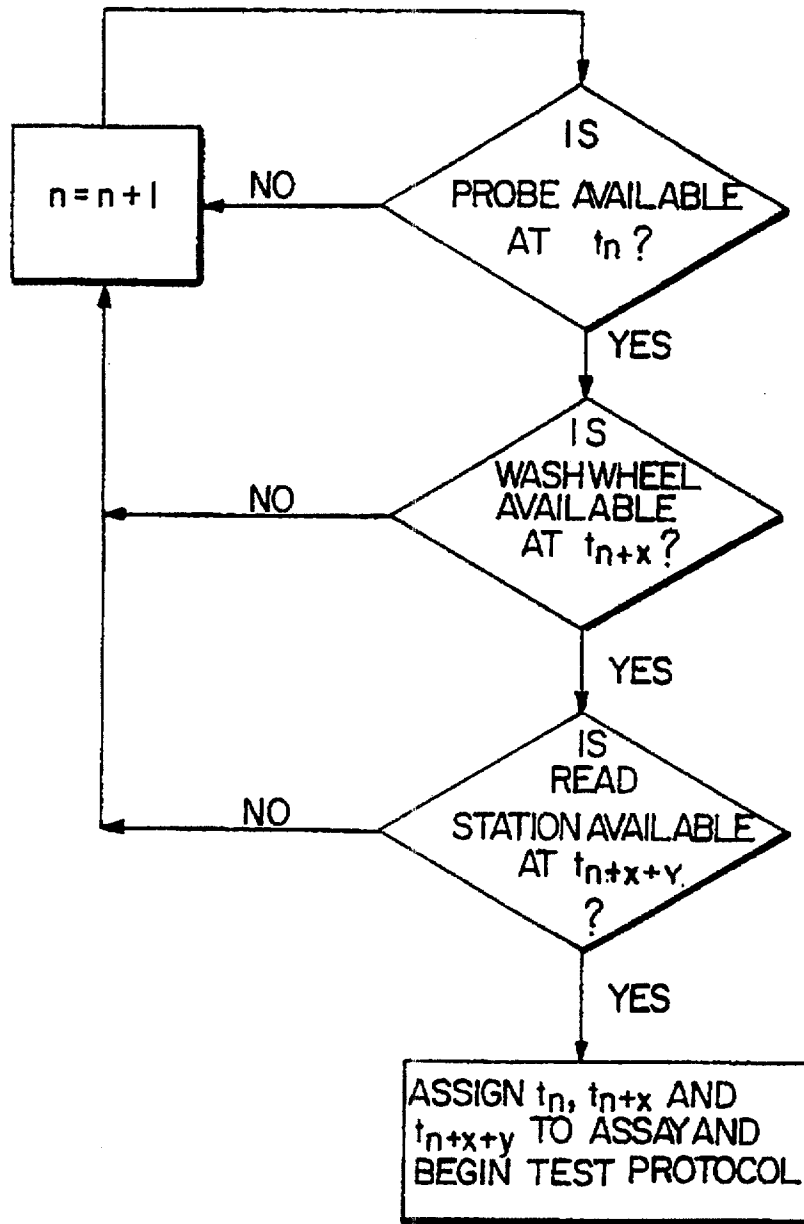 n = n + 1
NO
IS
PROBE AVAILABLE
AT tn ?
YES
IS
WASH WHEEL
AVAILABLE
AT tn+x ?
NO
YES
IS
READ
STATION AVAILABLE
AT tn+x+y.
?
NO
YES
ASSIGN tn, tn+x AND
tn+x+y TO ASSAY AND
BEGIN TEST PROTOCOL